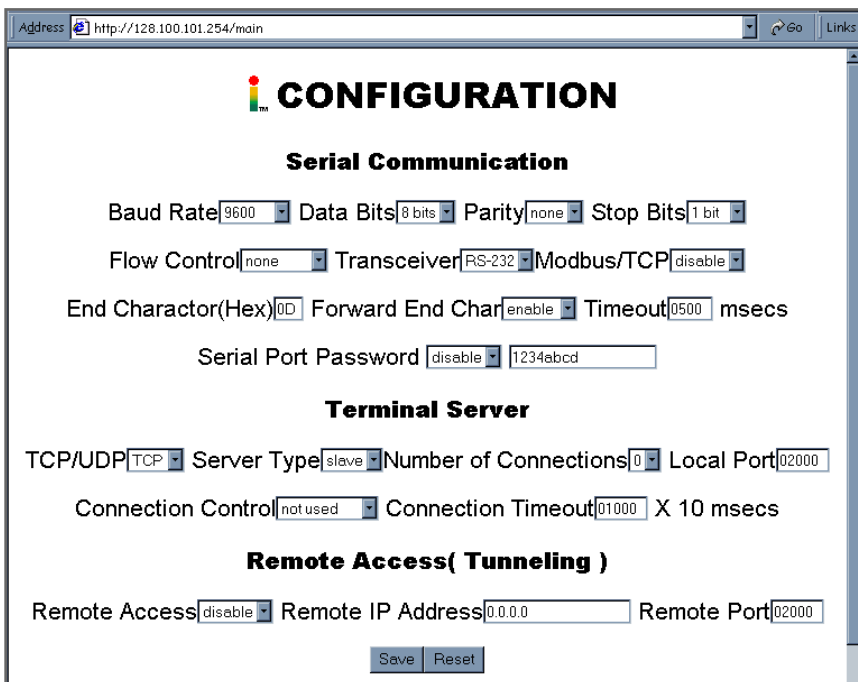 Address http://128.100.101.254/main Go Links
i™ CONFIGURATION
Serial Communication
Baud Rate 9600 Data Bits 8 bits Parity none Stop Bits 1 bit
Flow Control none Transceiver RS-232 Modbus/TCP disable
End Charactor(Hex) 0D Forward End Char enable Timeout 0500 msecs
Serial Port Password disable 1234abcd
Terminal Server
TCP/UDP TCP Server Type slave Number of Connections 0 Local Port 02000
Connection Control not used Connection Timeout 01000 X 10 msecs
Remote Access( Tunneling )
Remote Access disable Remote IP Address 0.0.0.0 Remote Port 02000
Save Reset